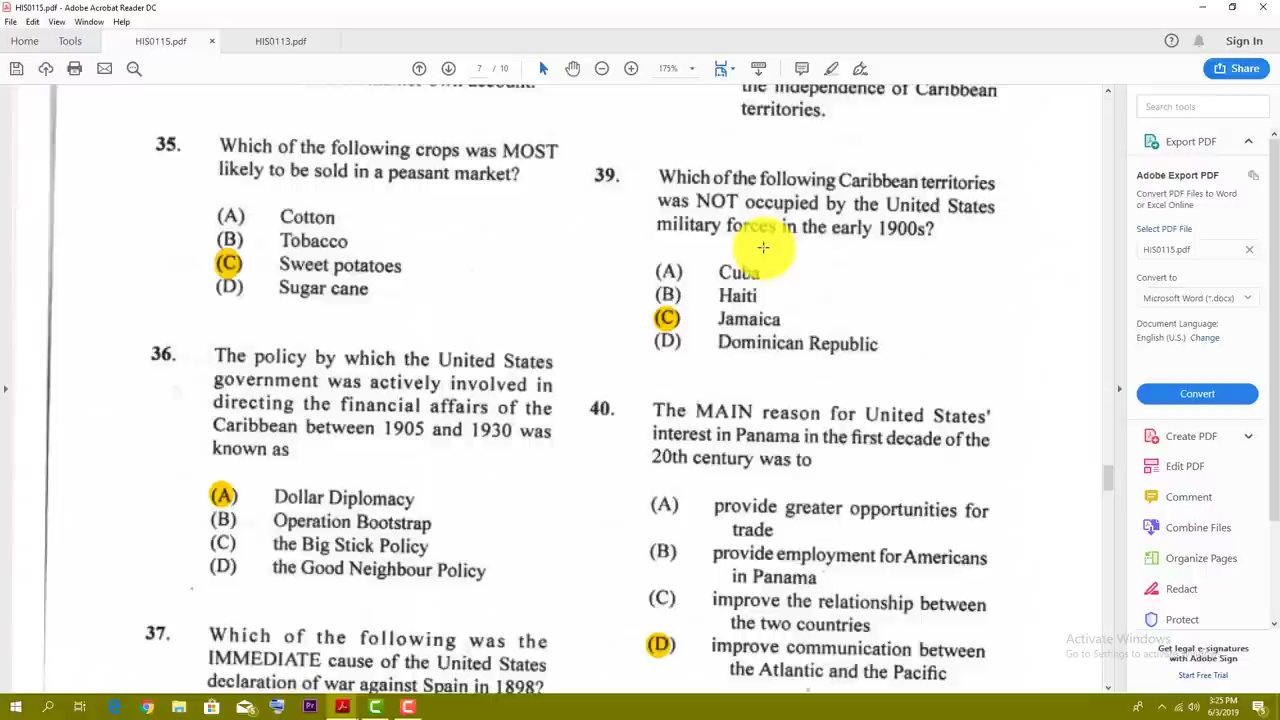 HIS0115.pdf - Adobe Acrobat Reader DC
File Edit View Window Help
Home Tools HIS0115.pdf × HIS0113.pdf Sign In
7 / 10 175% Share
35. Which of the following crops was MOST
likely to be sold in a peasant market?
(A) Cotton
(B) Tobacco
(C) Sweet potatoes
(D) Sugar cane
36. The policy by which the United States
government was actively involved in
directing the financial affairs of the
Caribbean between 1905 and 1930 was
known as
(A) Dollar Diplomacy
(B) Operation Bootstrap
(C) the Big Stick Policy
(D) the Good Neighbour Policy
37. Which of the following was the
IMMEDIATE cause of the United States
declaration of war against Spain in 1898?
the independence of Caribbean
territories.
39. Which of the following Caribbean territories
was NOT occupied by the United States
military forces in the early 1900s?
(A) Cuba
(B) Haiti
(C) Jamaica
(D) Dominican Republic
40. The MAIN reason for United States'
interest in Panama in the first decade of the
20th century was to
(A) provide greater opportunities for
trade
(B) provide employment for Americans
in Panama
(C) improve the relationship between
the two countries
(D) improve communication between
the Atlantic and the Pacific
Search tools
Export PDF
Adobe Export PDF
Convert PDF Files to Word
or Excel Online
Select PDF File
HIS0115.pdf ×
Convert to
Microsoft Word (*.docx)
Document Language:
English (U.S.) Change
Convert
Create PDF
Edit PDF
Comment
Combine Files
Organize Pages
Redact
Protect
Activate Windows
Go to Settings to
Get legal e-signatures
with Adobe Sign
Start Free Trial
Pr
3:25 PM
6/3/2019